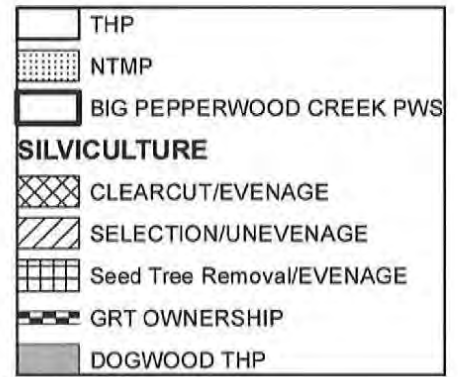 THP
NTMP
BIG PEPPERWOOD CREEK PWS
SILVICULTURE
CLEARCUT/EVENAGE
SELECTION/UNEVENAGE
Seed Tree Removal/EVENAGE
GRT OWNERSHIP
DOGWOOD THP